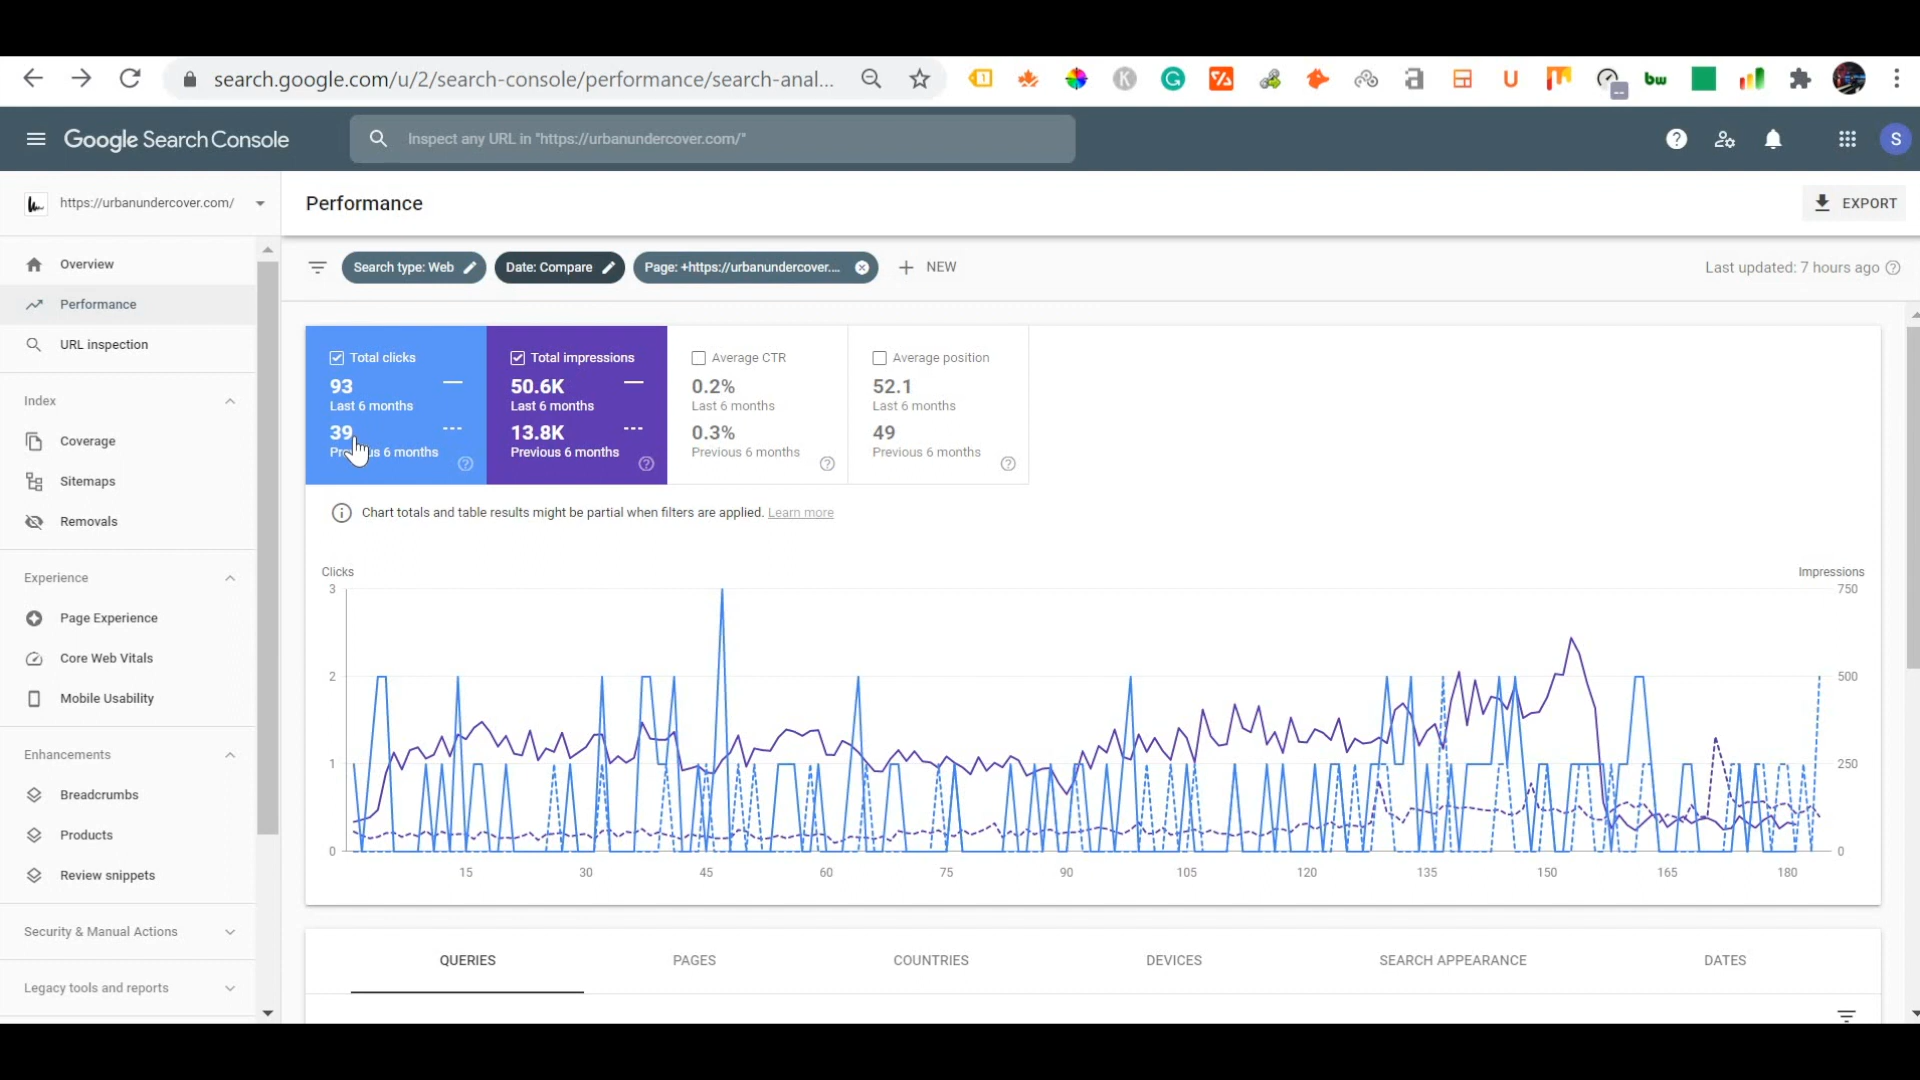 search.google.com/u/2/search-console/performance/search-anal...
Google Search Console
Inspect any URL in "https://urbanundercover.com/"
S
https://urbanundercover.com/
Performance
EXPORT
Overview
Performance
URL inspection
Index
Coverage
Sitemaps
Removals
Experience
Page Experience
Core Web Vitals
Mobile Usability
Enhancements
Breadcrumbs
Products
Review snippets
Security & Manual Actions
Legacy tools and reports
Search type: Web
Date: Compare
Page: +https://urbanundercover....
NEW
Last updated: 7 hours ago
Total clicks
93
Last 6 months
39
Previous 6 months
Total impressions
50.6K
Last 6 months
13.8K
Previous 6 months
Average CTR
0.2%
Last 6 months
0.3%
Previous 6 months
Average position
52.1
Last 6 months
49
Previous 6 months
Chart totals and table results might be partial when filters are applied. Learn more
Clicks
Impressions
3
750
2
500
1
250
0
0
15 30 45 60 75 90 105 120 135 150 165 180
QUERIES PAGES COUNTRIES DEVICES SEARCH APPEARANCE DATES